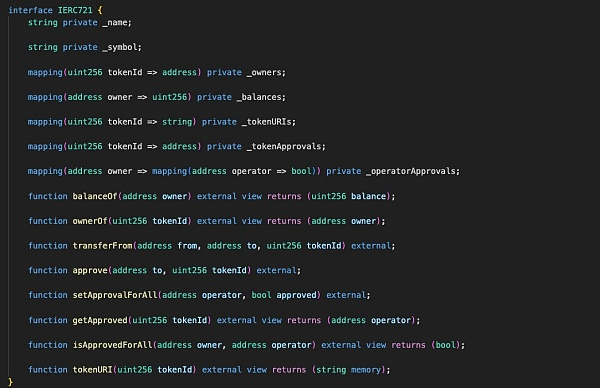 interface IERC721 {
string private _name;
string private _symbol;
mapping(uint256 tokenId => address) private _owners;
mapping(address owner => uint256) private _balances;
mapping(uint256 tokenId => string) private _tokenURIs;
mapping(uint256 tokenId => address) private _tokenApprovals;
mapping(address owner => mapping(address operator => bool)) private _operatorApprovals;
function balanceOf(address owner) external view returns (uint256 balance);
function ownerOf(uint256 tokenId) external view returns (address owner);
function transferFrom(address from, address to, uint256 tokenId) external;
function approve(address to, uint256 tokenId) external;
function setApprovalForAll(address operator, bool approved) external;
function getApproved(uint256 tokenId) external view returns (address operator);
function isApprovedForAll(address owner, address operator) external view returns (bool);
function tokenURI(uint256 tokenId) external view returns (string memory);
}